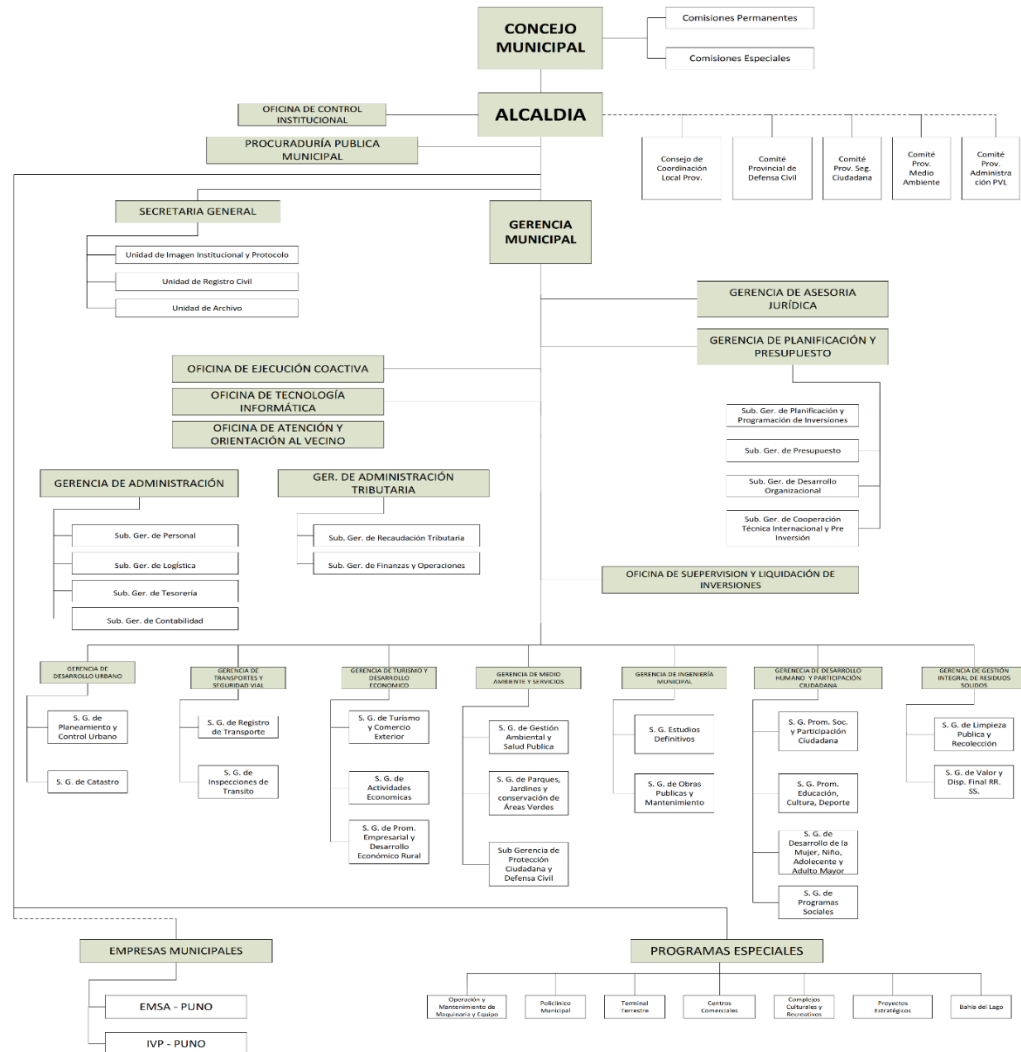 CONCEJO
MUNICIPAL
Comisiones Permanentes
Comisiones Especiales
OFICINA DE CONTROL
INSTITUCIONAL
ALCALDIA
PROCURADURÍA PUBLICA
MUNICIPAL
Consejo de
Coordinación
Local Prov.
Comité
Provincial de
Defensa Civil
Comité
Prov. Seg.
Ciudadana
Comité
Prov.
Medio
Ambiente
Comité
Prov.
Administra
ción PVL
SECRETARIA GENERAL
GERENCIA
MUNICIPAL
Unidad de Imagen Institucional y Protocolo
Unidad de Registro Civil
Unidad de Archivo
GERENCIA DE ASESORIA
JURÍDICA
GERENCIA DE PLANIFICACIÓN Y
PRESUPUESTO
OFICINA DE EJECUCIÓN COACTIVA
OFICINA DE TECNOLOGÍA
INFORMÁTICA
OFICINA DE ATENCIÓN Y
ORIENTACIÓN AL VECINO
Sub. Ger. de Planificación y
Programación de Inversiones
Sub. Ger. de Presupuesto
Sub. Ger. de Desarrollo
Organizacional
Sub. Ger. de Cooperación
Técnica Internacional y Pre
Inversión
GERENCIA DE ADMINISTRACIÓN
Sub. Ger. de Personal
Sub. Ger. de Logística
Sub. Ger. de Tesorería
Sub. Ger. de Contabilidad
GER. DE ADMINISTRACIÓN
TRIBUTARIA
Sub. Ger. de Recaudación Tributaria
Sub. Ger. de Finanzas y Operaciones
OFICINA DE SUEPERVISION Y LIQUIDACIÓN DE
INVERSIONES
GERENCIA DE
DESARROLLO URBANO
S. G. de
Planeamiento y
Control Urbano
S. G. de Catastro
GERENCIA DE
TRANSPORTES Y
SEGURIDAD VIAL
S. G. de Registro
de Transporte
S. G. de
Inspecciones de
Transito
GERENCIA DE TURISMO Y
DESARROLLO
ECONOMICO
S. G. de Turismo y
Comercio
Exterior
S. G. de
Actividades
Economicas
S. G. de Prom.
Empresarial y
Desarrollo
Económico Rural
GERENCIA DE MEDIO
AMBIENTE Y SERVICIOS
S. G. de Gestión
Ambiental y
Salud Publica
S. G. de Parques,
Jardines y
conservación de
Áreas Verdes
Sub Gerencia de
Protección
Ciudadana y
Defensa Civil
GERENCIA DE INGENIERÍA
MUNICIPAL
S. G. Estudios
Definitivos
S. G. de Obras
Publicas y
Mantenimiento
GERENECIA DE DESARROLLO
HUMANO Y PARTICIPACIÓN
CIUDADANA
S. G. Prom. Soc.
y Participación
Ciudadana
S. G. Prom.
Educación,
Cultura, Deporte
S. G. de
Desarrollo de la
Mujer, Niño,
Adolecente y
Adulto Mayor
S. G. de
Programas
Sociales
GERENCIA DE GESTIÓN
INTEGRAL DE RESIDUOS
SOLIDOS
S. G. de Limpieza
Publica y
Recolección
S. G. de Valor y
Disp. Final RR.
SS.
EMPRESAS MUNICIPALES
EMSA - PUNO
IVP - PUNO
PROGRAMAS ESPECIALES
Operación y
Mantenimiento de
Maquinaria y Equipo
Policlínico
Municipal
Terminal
Terrestre
Centros
Comerciales
Complejos
Culturales y
Recreativos
Proyectos
Estratégicos
Bahía del Lago